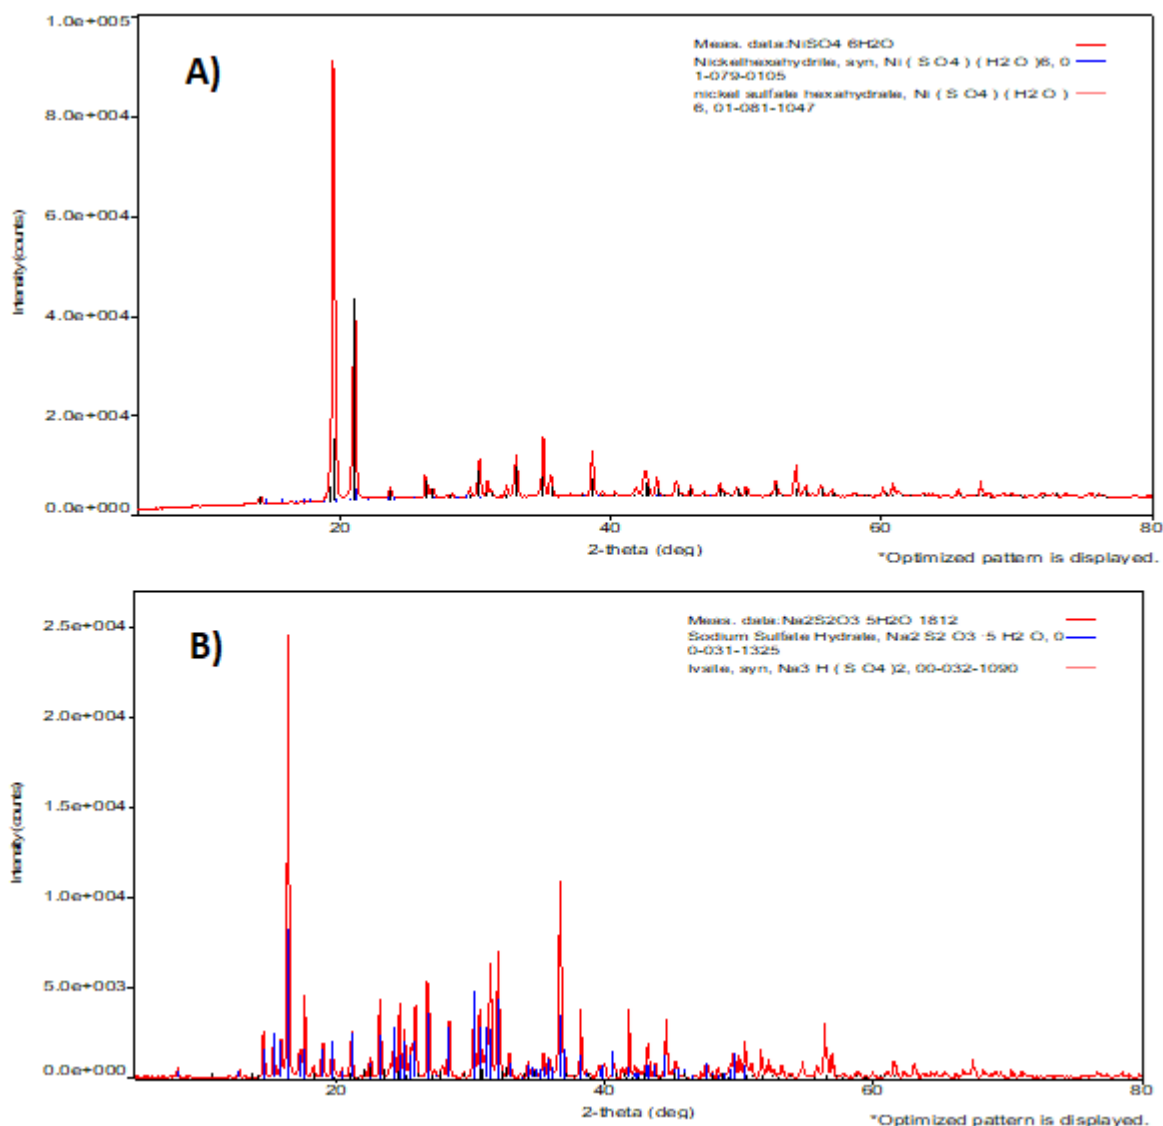 1.0e+005
A)
Meas. data:NiSO4 6H2O
Nickelhexahydrite, syn, Ni ( S O4 ) ( H2 O )6, 0
1-079-0105
nickel sulfate hexahydrate, Ni ( S O4 ) ( H2 O )
6, 01-081-1047
8.0e+004
6.0e+004
4.0e+004
2.0e+004
0.0e+000
Intensity (counts)
20
40
60
80
2-theta (deg)
*Optimized pattern is displayed.
B)
Meas. data:Na2S2O3 5H2O 1812
Sodium Sulfate Hydrate, Na2 S2 O3 ·5 H2 O, 0
0-031-1325
Ivsite, syn, Na3 H ( S O4 )2, 00-032-1090
2.5e+004
2.0e+004
1.5e+004
1.0e+004
5.0e+003
0.0e+000
Intensity (counts)
20
40
60
80
2-theta (deg)
*Optimized pattern is displayed.